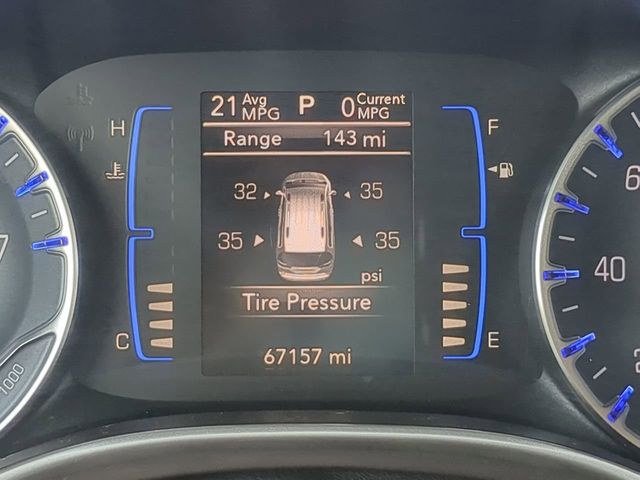 21 Avg MPG P 0 Current MPG
Range 143 mi
H
F
32 35
35 35
psi
Tire Pressure
C
E
67157 mi
40
1000